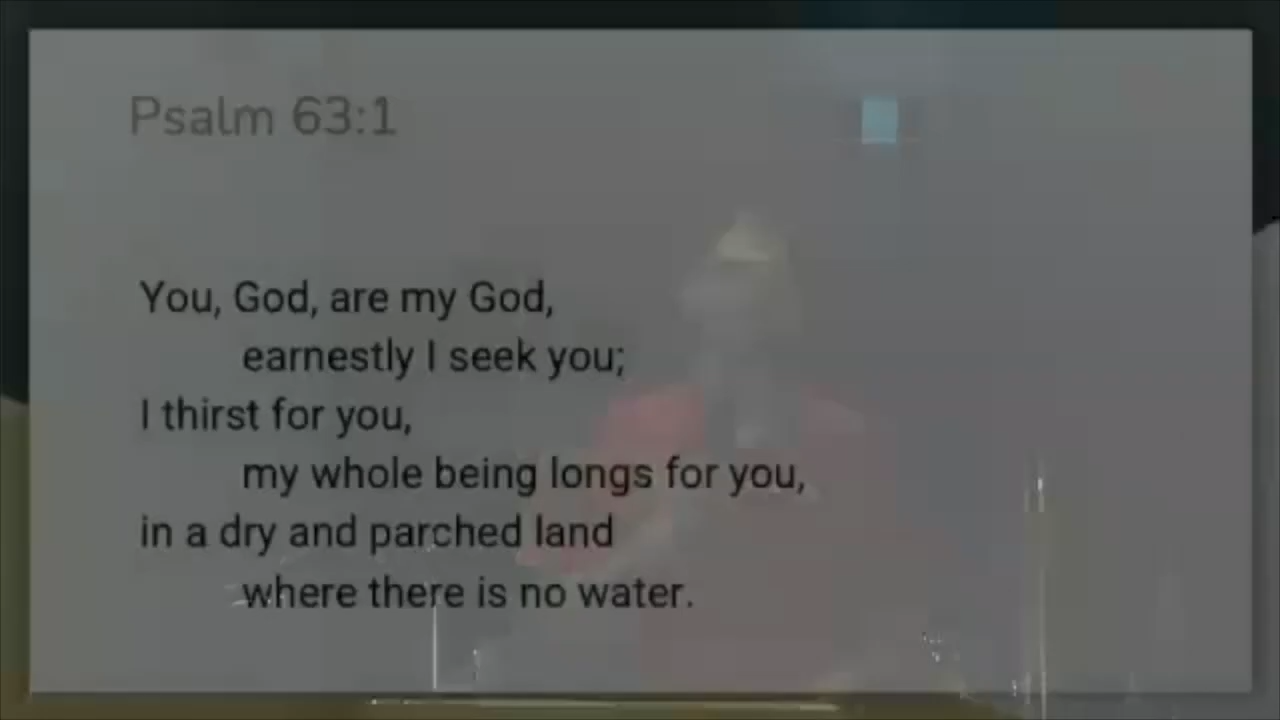 Psalm 63:1
You, God, are my God,
earnestly I seek you;
I thirst for you,
my whole being longs for you,
in a dry and parched land
where there is no water.